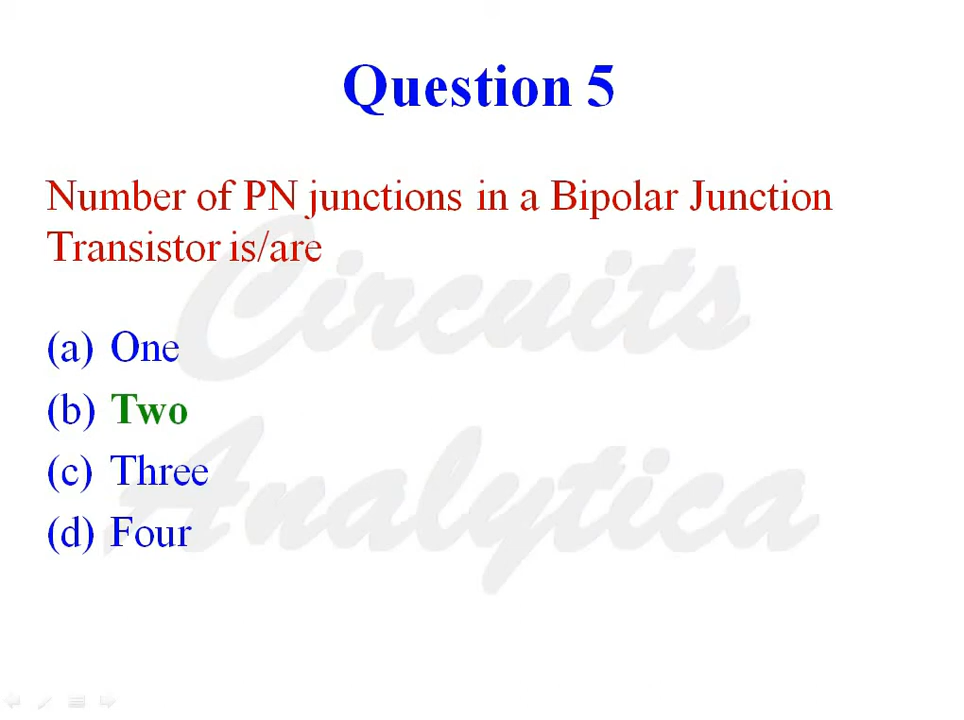 Question 5
Number of PN junctions in a Bipolar Junction
Transistor is/are
Circuits
(a) One
(b) Two
(c) Three
Analytica
(d) Four